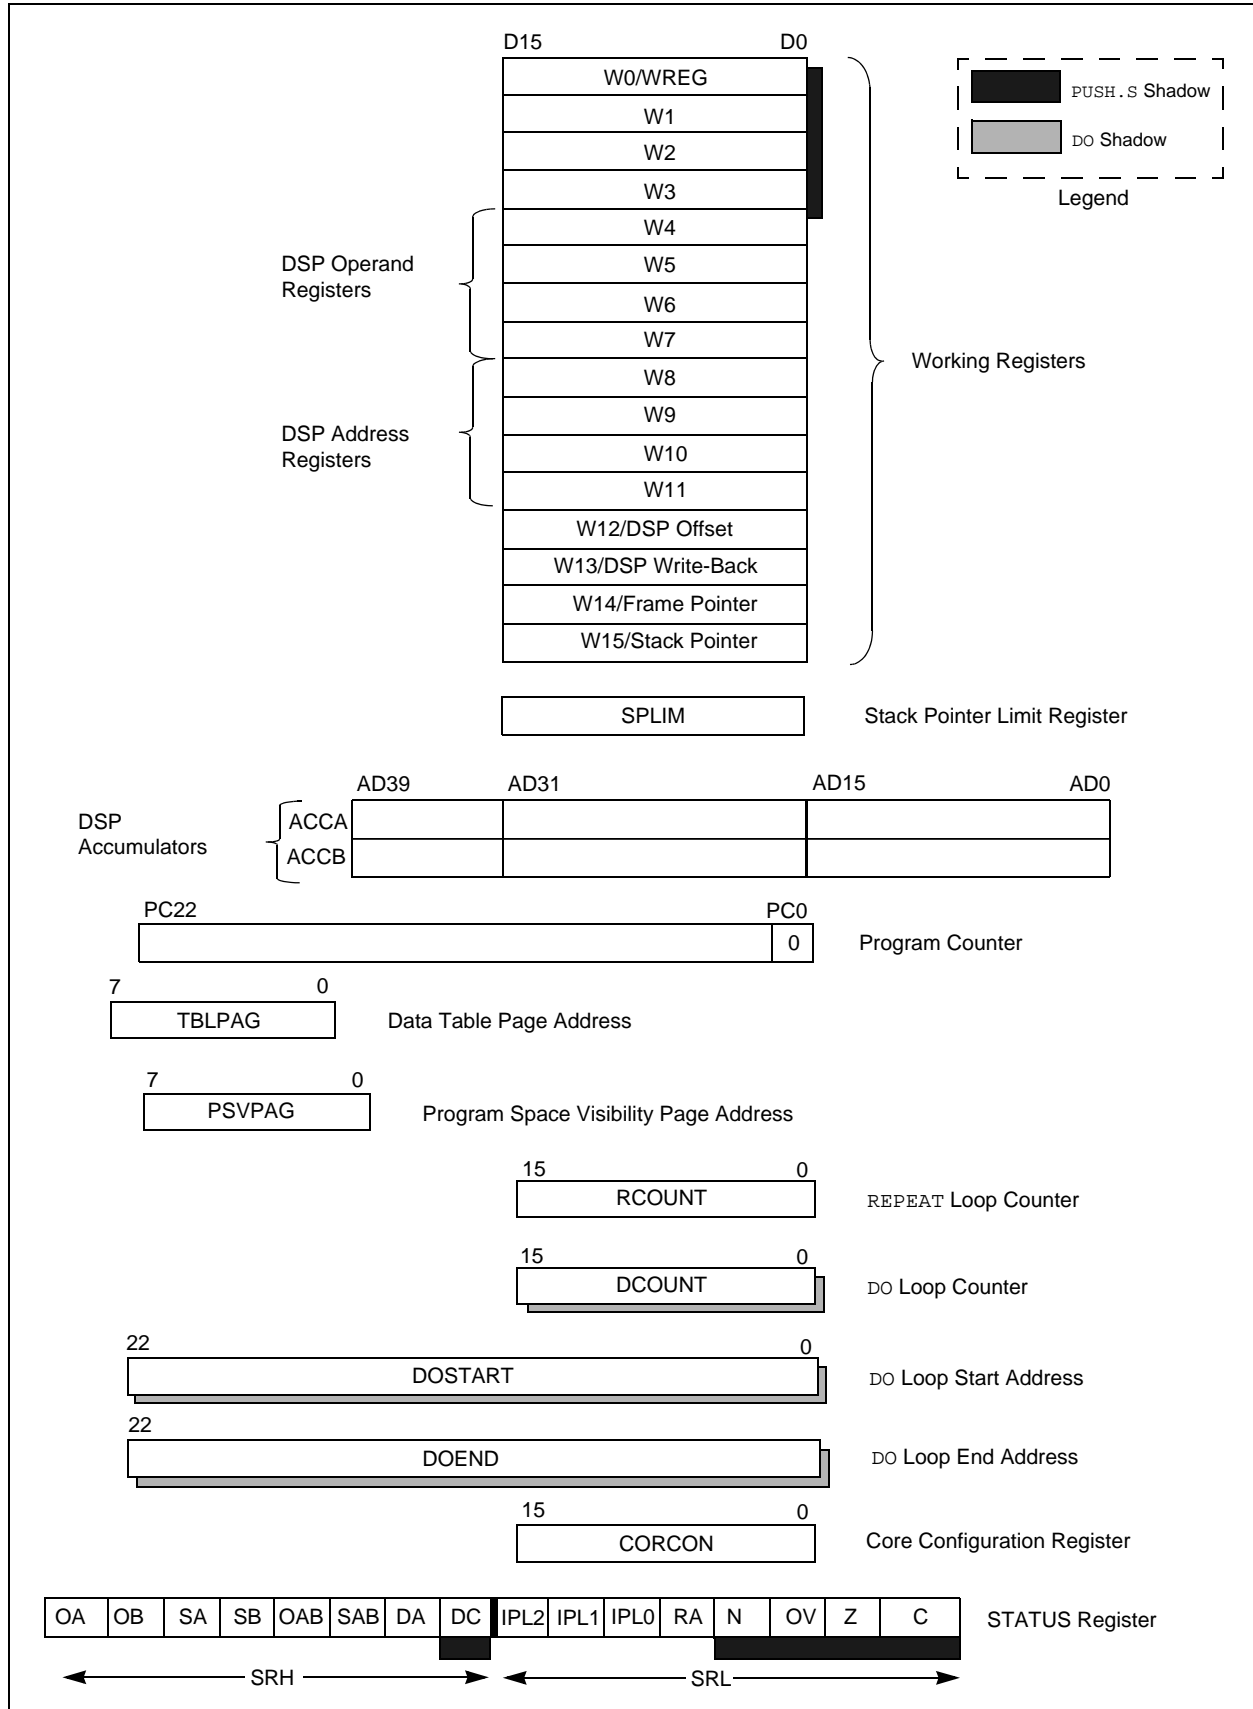 D15 D0
W0/WREG
W1
W2
W3
W4
W5
W6
W7
W8
W9
W10
W11
W12/DSP Offset
W13/DSP Write-Back
W14/Frame Pointer
W15/Stack Pointer
PUSH.S Shadow
DO Shadow
Legend
DSP Operand
Registers
DSP Address
Registers
Working Registers
SPLIM
Stack Pointer Limit Register
AD39 AD31 AD15 AD0
DSP
Accumulators
ACCA
ACCB
PC22 PC0
0
Program Counter
7 0
TBLPAG
Data Table Page Address
7 0
PSVPAG
Program Space Visibility Page Address
15 0
RCOUNT
REPEAT Loop Counter
15 0
DCOUNT
DO Loop Counter
22 0
DOSTART
DO Loop Start Address
22
DOEND
DO Loop End Address
15 0
CORCON
Core Configuration Register
OA OB SA SB OAB SAB DA DC IPL2 IPL1 IPL0 RA N OV Z C
STATUS Register
SRH SRL